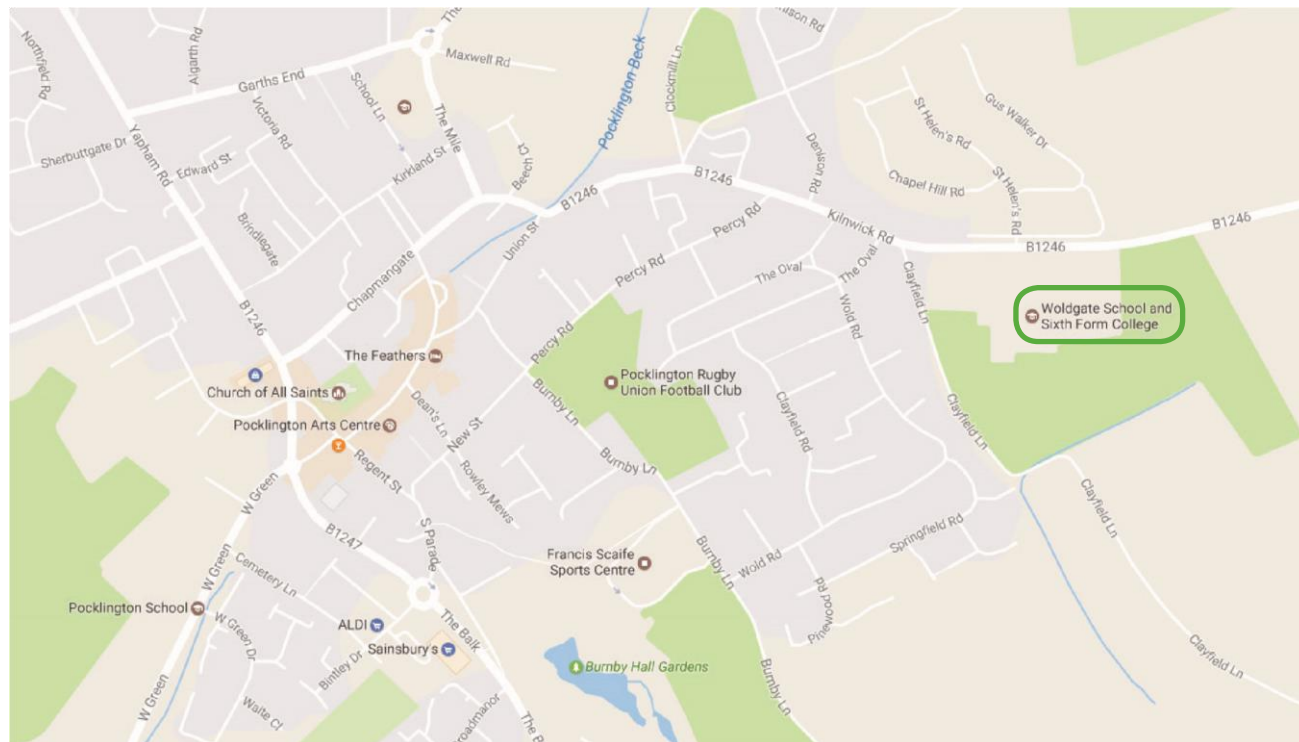 Northfield Rd
Algarth Rd
The
Maxwell Rd
Garths End
School Ln
The Mile
Pocklington Beck
Clockmill Ln
Denison Rd
St Helen's Rd
Gus Walker Dr
Sherbuttgate Dr
Yapham Rd
Victoria Rd
Edward St
Kirkland St
Beech Ct
B1246
B1246
Denison Rd
Chapel Hill Rd
St Helen's Rd
B1246
Brindlegate
Union St
Percy Rd
Kilnwick Rd
B1246
Chapmangate
Percy Rd
The Oval
The Oval
Clayfield Ln
B1246
Percy Rd
Wold Rd
Woldgate School and
Sixth Form College
The Feathers
Church of All Saints
Pocklington Rugby
Union Football Club
Burnby Ln
Dean's Ln
New St
Pocklington Arts Centre
Clayfield Rd
Clayfield Ln
Regent St
Rowley Mews
Burnby Ln
W Green
B1247
S Parade
Clayfield Ln
Springfield Rd
Francis Scaife
Sports Centre
Burnby Ln
Wold Rd
W Green
Cemetery Ln
Pocklington School
Pinewood Rd
W Green Dr
ALDI
The Balk
Sainsbury's
Bintley Dr
Burnby Hall Gardens
Burnby Ln
Clayfield Ln
W Green
Waite Ct